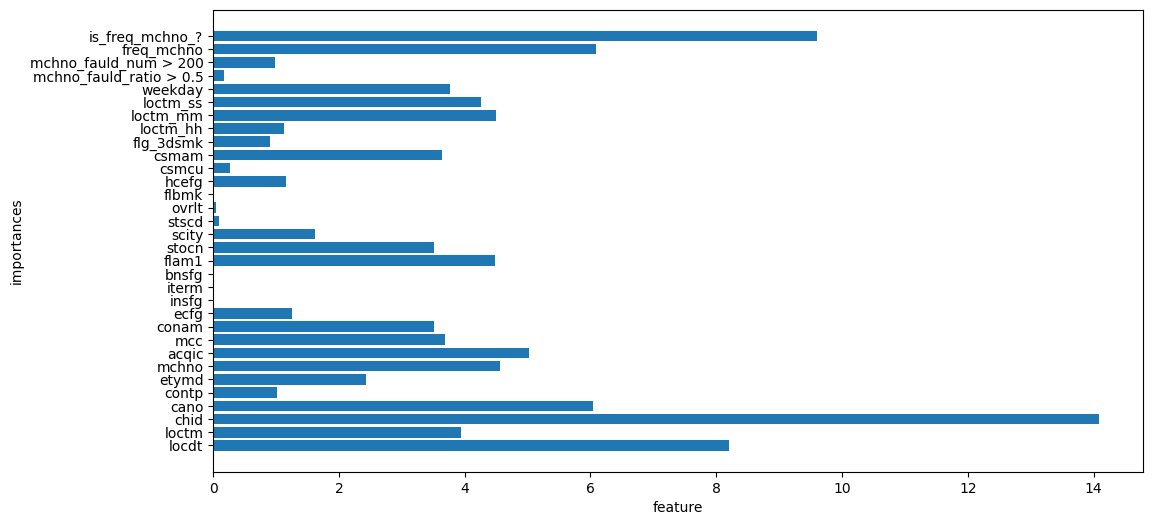 is_freq_mchno_?
freq_mchno
mchno_fauld_num > 200
mchno_fauld_ratio > 0.5
weekday
loctm_ss
loctm_mm
loctm_hh
flg_3dsmk
csmam
csmcu
hcefg
flbmk
ovrlt
stscd
scity
stocn
flam1
bnsfg
iterm
insfg
ecfg
conam
mcc
acqic
mchno
etymd
contp
cano
chid
loctm
locdt
importances
0 2 4 6 8 10 12 14
feature